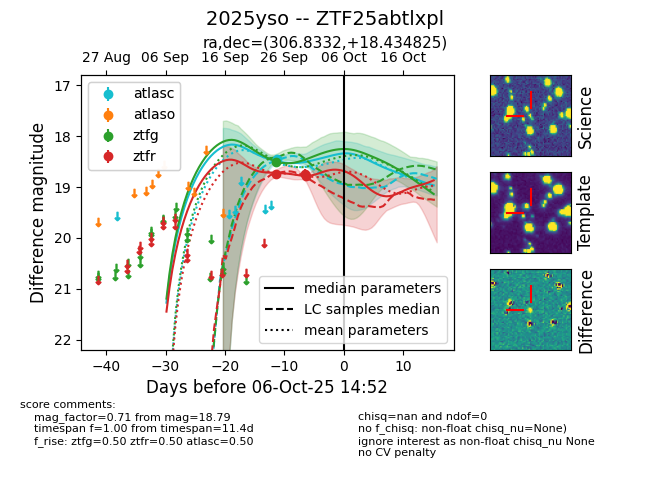 2025yso -- ZTF25abtlxpl
ra,dec=(306.8332,+18.434825)
27 Aug 06 Sep 16 Sep 26 Sep 06 Oct 16 Oct
17
18
19
20
21
22
Difference magnitude
atlasc
atlaso
ztfg
ztfr
median parameters
LC samples median
mean parameters
−40 −30 −20 −10 0 10
Days before 06-Oct-25 14:52
Science
Template
Difference
score comments:
mag_factor=0.71 from mag=18.79
timespan f=1.00 from timespan=11.4d
f_rise: ztfg=0.50 ztfr=0.50 atlasc=0.50
chisq=nan and ndof=0
no f_chisq: non-float chisq_nu=None)
ignore interest as non-float chisq_nu None
no CV penalty